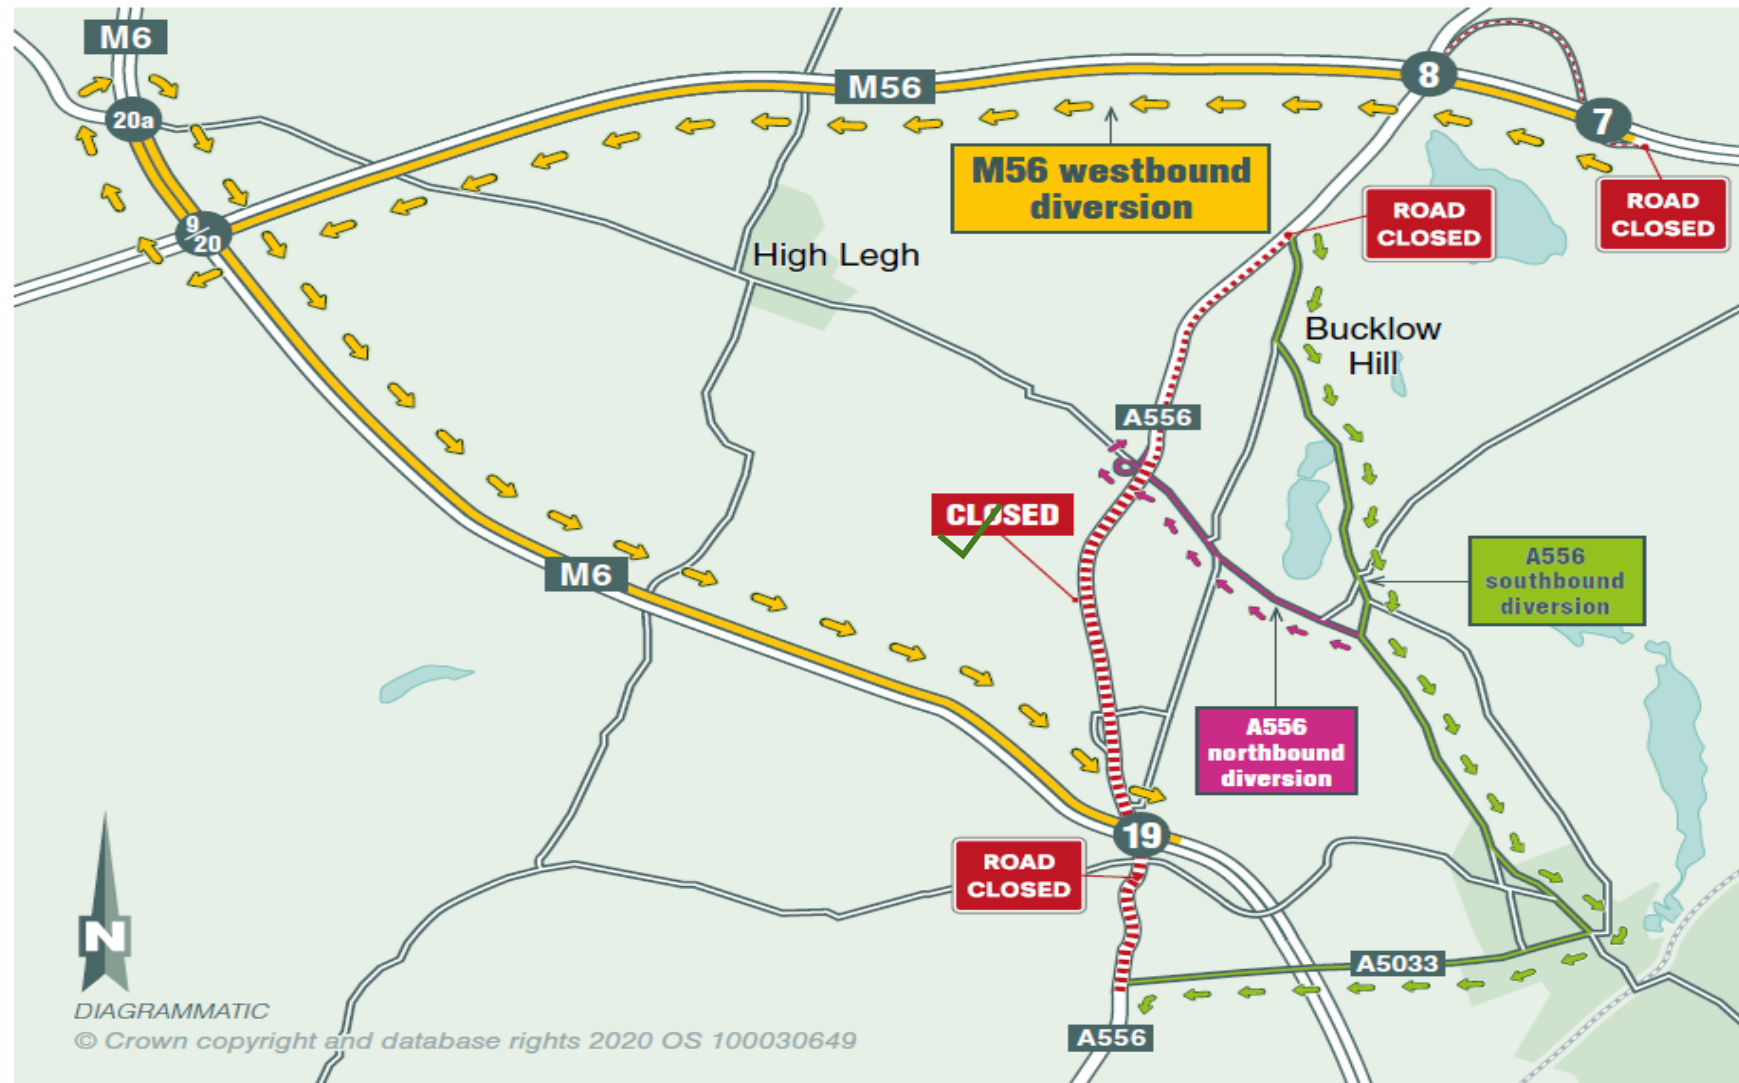 M6
20a
9
20
M56
8
7
M56 westbound
diversion
ROAD
CLOSED
ROAD
CLOSED
High Legh
Bucklow
Hill
A556
CLOSED
A556
southbound
diversion
M6
A556
northbound
diversion
19
ROAD
CLOSED
A5033
A556
N
DIAGRAMMATIC
© Crown copyright and database rights 2020 OS 100030649